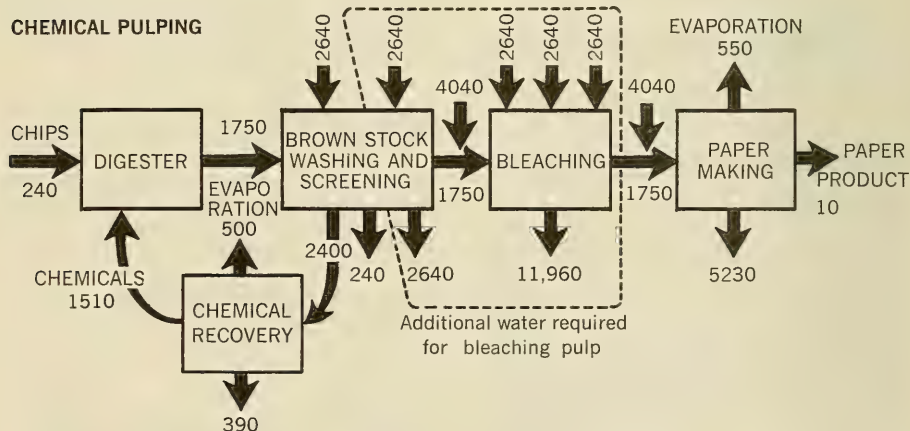 CHEMICAL PULPING
2640
2640
2640
2640
2640
EVAPORATION
550
4040
4040
CHIPS
240
DIGESTER
1750
BROWN STOCK
WASHING AND
SCREENING
1750
BLEACHING
1750
PAPER
MAKING
PAPER
PRODUCT
10
EVAPO
RATION
500
2400
240
2640
11,960
5230
CHEMICALS
1510
CHEMICAL
RECOVERY
390
Additional water required
for bleaching pulp